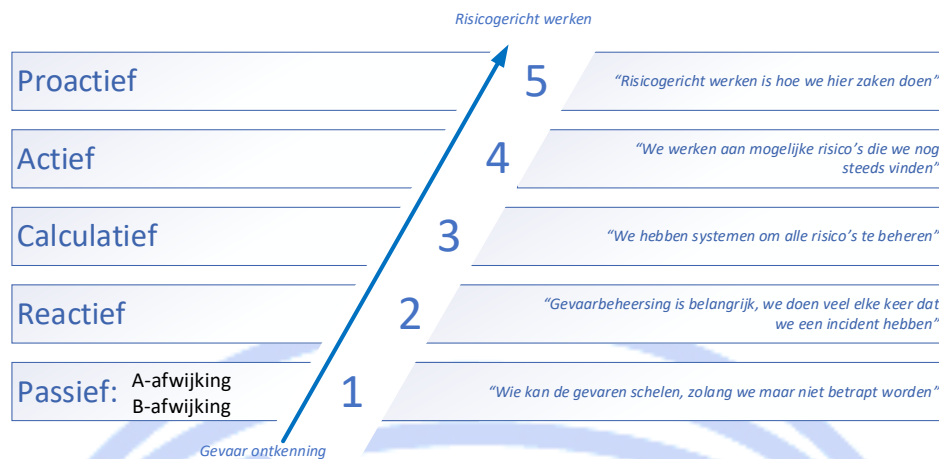 Risicogericht werken
Proactief
5
“Risicogericht werken is hoe we hier zaken doen”
Actief
4
“We werken aan mogelijke risico’s die we nog
steeds vinden”
Calculatief
3
“We hebben systemen om alle risico’s te beheren”
Reactief
2
“Gevaarbeheersing is belangrijk, we doen veel elke keer dat
we een incident hebben”
Passief:
A-afwijking
B-afwijking
1
“Wie kan de gevaren schelen, zolang we maar niet betrapt worden”
Gevaar ontkenning